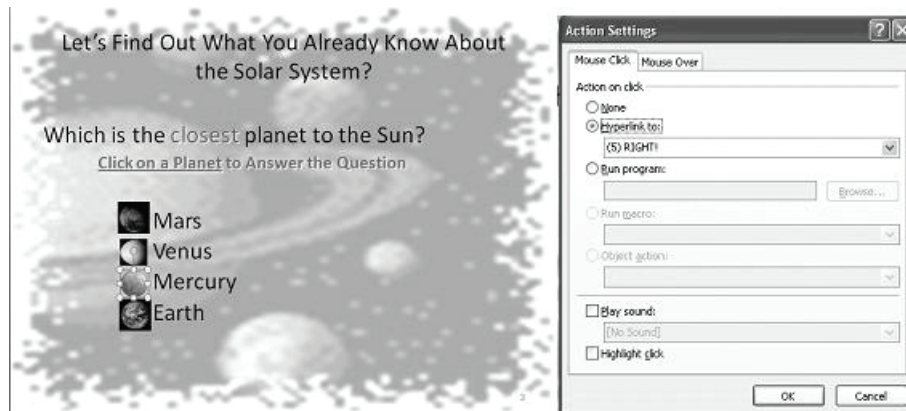 Let's Find Out What You Already Know About
the Solar System?
Which is the closest planet to the Sun?
Click on a Planet to Answer the Question
Mars
Venus
Mercury
Earth
Action Settings
Mouse Click Mouse Over
Action on click
None
Hyperlink to:
(5) RIGHT!
Run program:
Browse...
Run macro:
Object action:
Play sound:
[No Sound]
Highlight click
OK Cancel